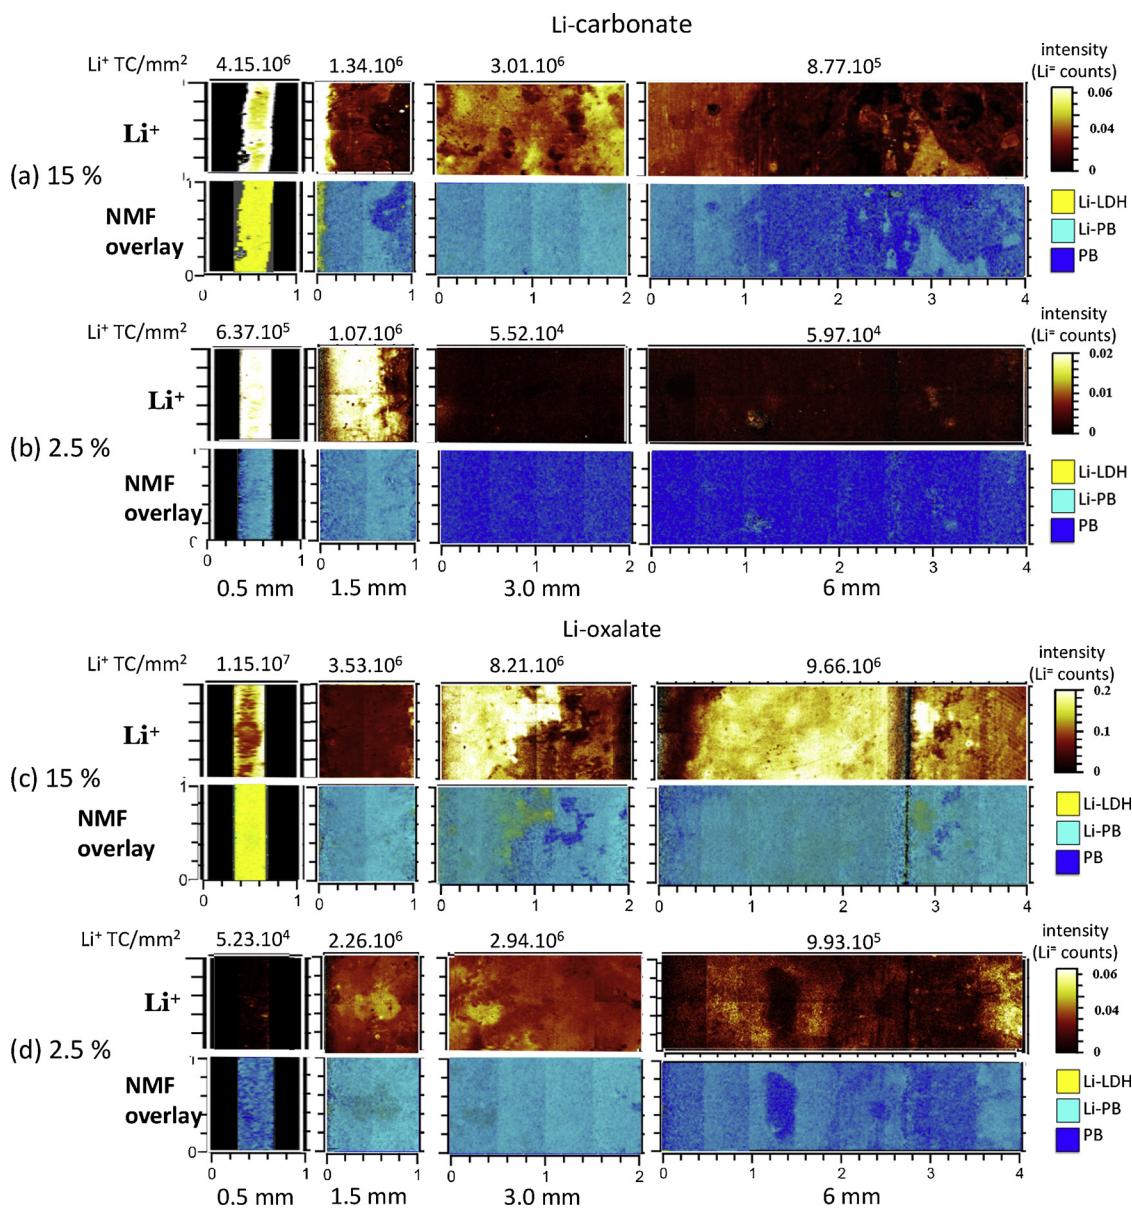 Li-carbonate
Li⁺ TC/mm² 4.15.10⁶ 1.34.10⁶ 3.01.10⁶ 8.77.10⁵ intensity
(Li⁼ counts)
Li⁺ 0.06
0.04
0
(a) 15 %
NMF
overlay
1
0
Li-LDH
Li-PB
PB
0 1 0 1 0 1 2 0 1 2 3 4
Li⁺ TC/mm² 6.37.10⁵ 1.07.10⁶ 5.52.10⁴ 5.97.10⁴ intensity
(Li⁼ counts)
Li⁺ 0.02
0.01
0
(b) 2.5 %
NMF
overlay
Li-LDH
Li-PB
PB
0 1 0 1 0 1 2 0 1 2 3 4
0.5 mm 1.5 mm 3.0 mm 6 mm
Li-oxalate
Li⁺ TC/mm² 1.15.10⁷ 3.53.10⁶ 8.21.10⁶ 9.66.10⁶ intensity
(Li⁼ counts)
Li⁺ 0.2
0.1
0
(c) 15 %
NMF
overlay
1
0
Li-LDH
Li-PB
PB
0 1 0 1 0 1 2 0 1 2 3 4
Li⁺ TC/mm² 5.23.10⁴ 2.26.10⁶ 2.94.10⁶ 9.93.10⁵ intensity
(Li⁼ counts)
Li⁺ 0.06
0.04
0
(d) 2.5 %
NMF
overlay
1
0
Li-LDH
Li-PB
PB
0 1 0 1 0 1 2 0 1 2 3 4
0.5 mm 1.5 mm 3.0 mm 6 mm